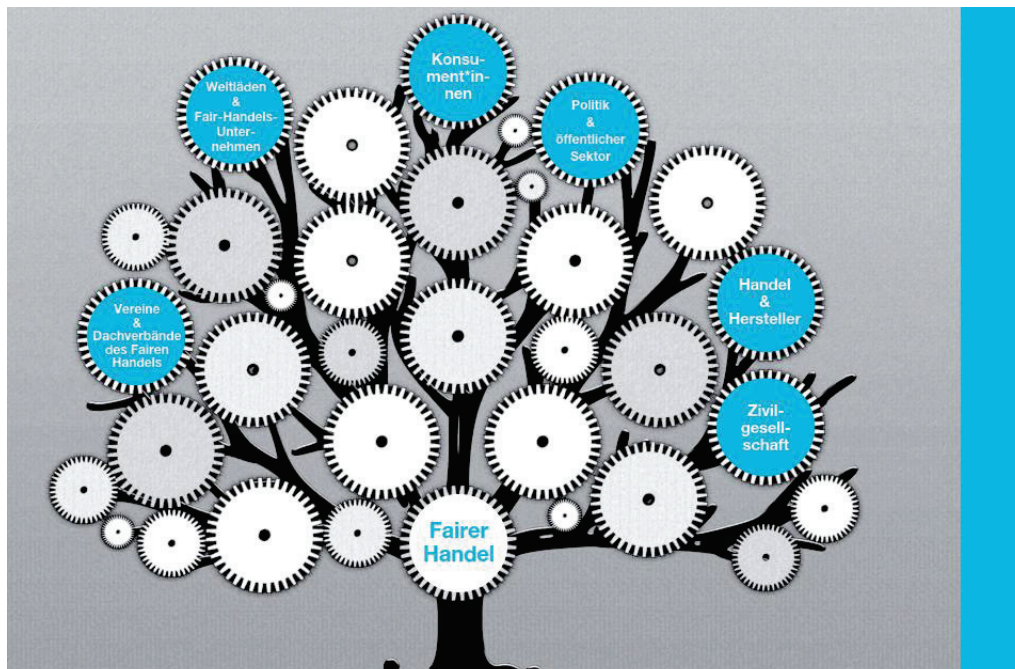 Konsu-
ment*in-
nen
Weltläden
&
Fair-Handels-
Unter-
nehmen
Politik
&
öffentlicher
Sektor
Handel
&
Hersteller
Vereine
&
Dachverbände
des Fairen
Handels
Zivil-
gesell-
schaft
Fairer
Handel